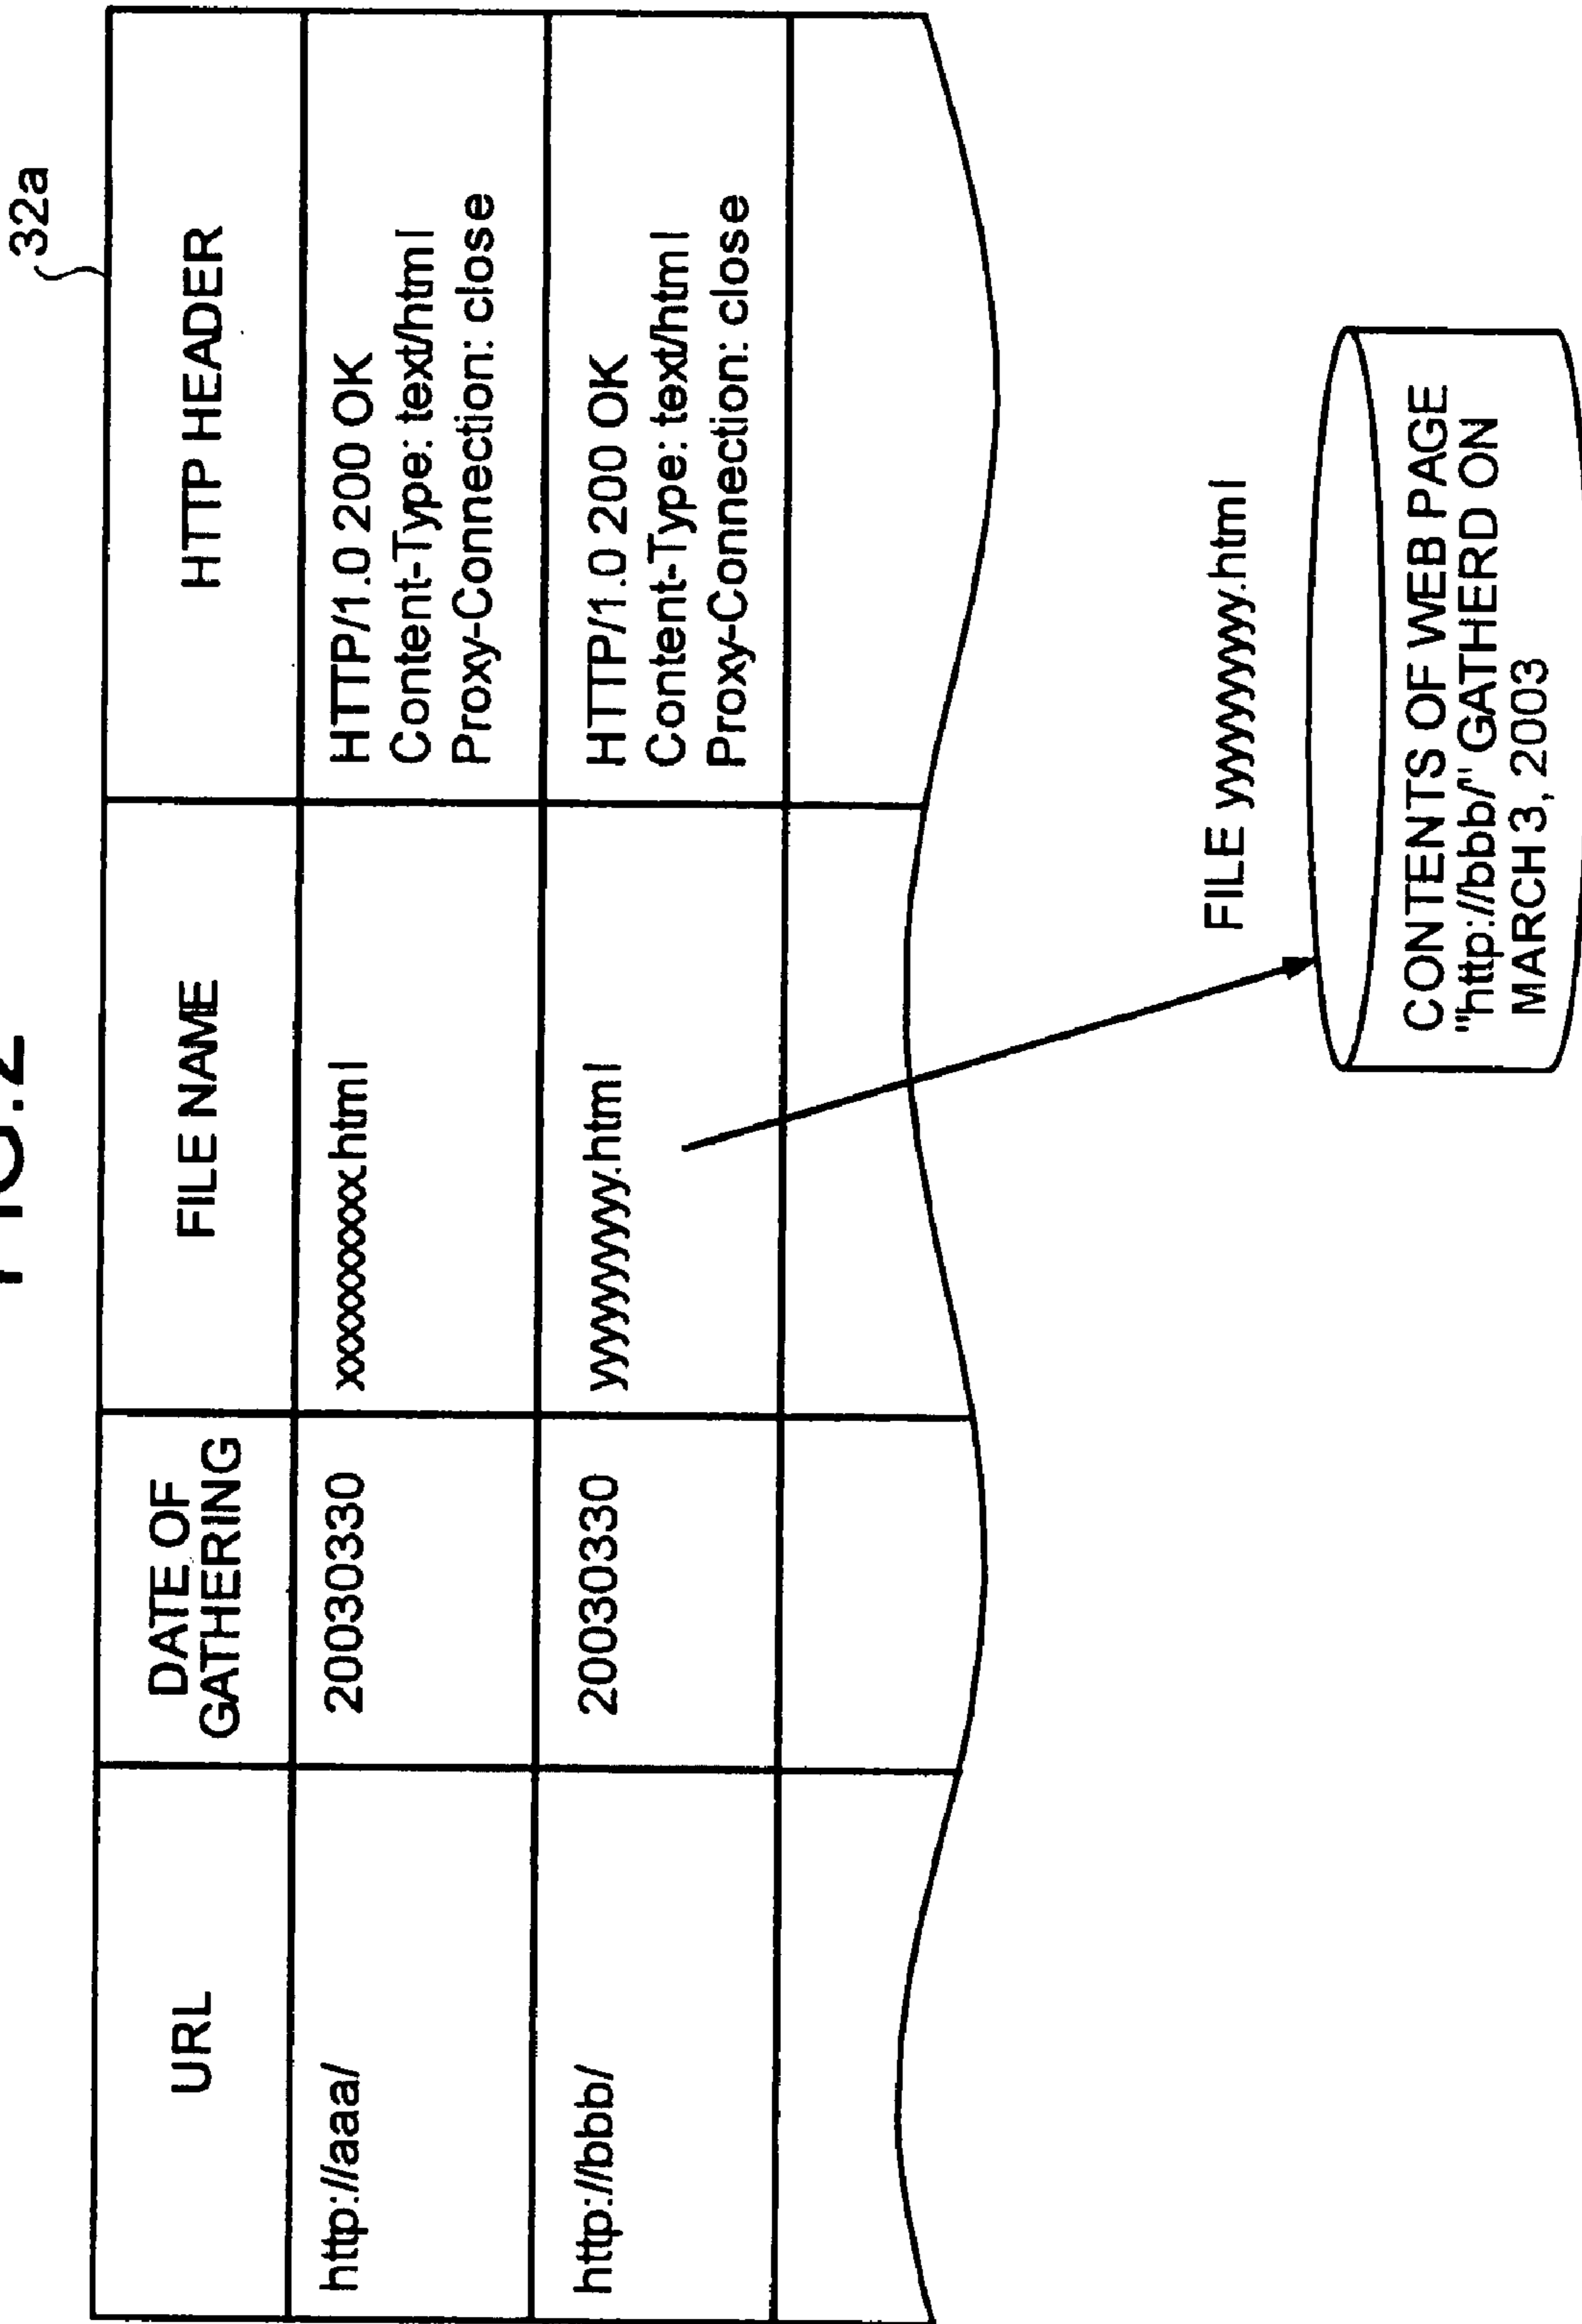 FIG.2
32a
URL
DATE OF
GATHERING
FILE NAME
HTTP HEADER
http://aaa/
20030330
xxxxxxxx.html
HTTP/1.0 200 OK
Content-Type: text/html
Proxy-Connection: close
http://bbb/
20030330
yyyyyyyy.html
HTTP/1.0 200 OK
Content-Type: text/html
Proxy-Connection: close
FILE yyyyyyyy.html
CONTENTS OF WEB PAGE
"http://bbb/" GATHERD ON
MARCH 3, 2003